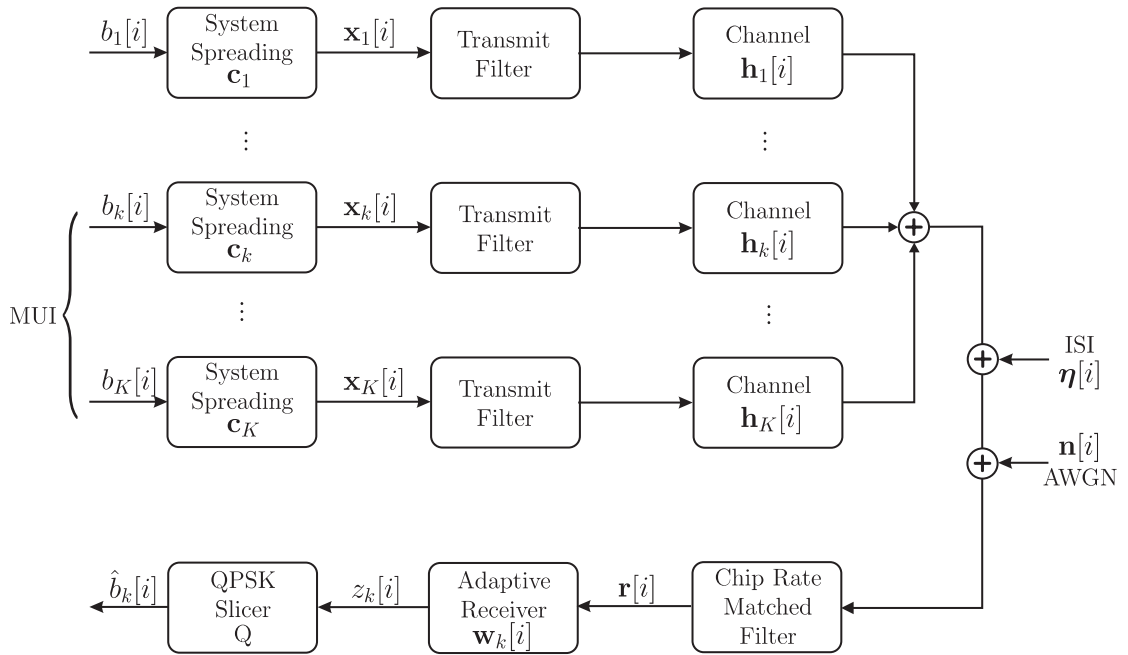 b_1[i]
System
Spreading
c_1
x_1[i]
Transmit
Filter
Channel
h_1[i]
⋮
⋮
MUI
b_k[i]
System
Spreading
c_k
x_k[i]
Transmit
Filter
Channel
h_k[i]
+
⋮
⋮
b_K[i]
System
Spreading
c_K
x_K[i]
Transmit
Filter
Channel
h_K[i]
+
ISI
η[i]
+
n[i]
AWGN
b̂_k[i]
QPSK
Slicer
Q
z_k[i]
Adaptive
Receiver
w_k[i]
r[i]
Chip Rate
Matched
Filter